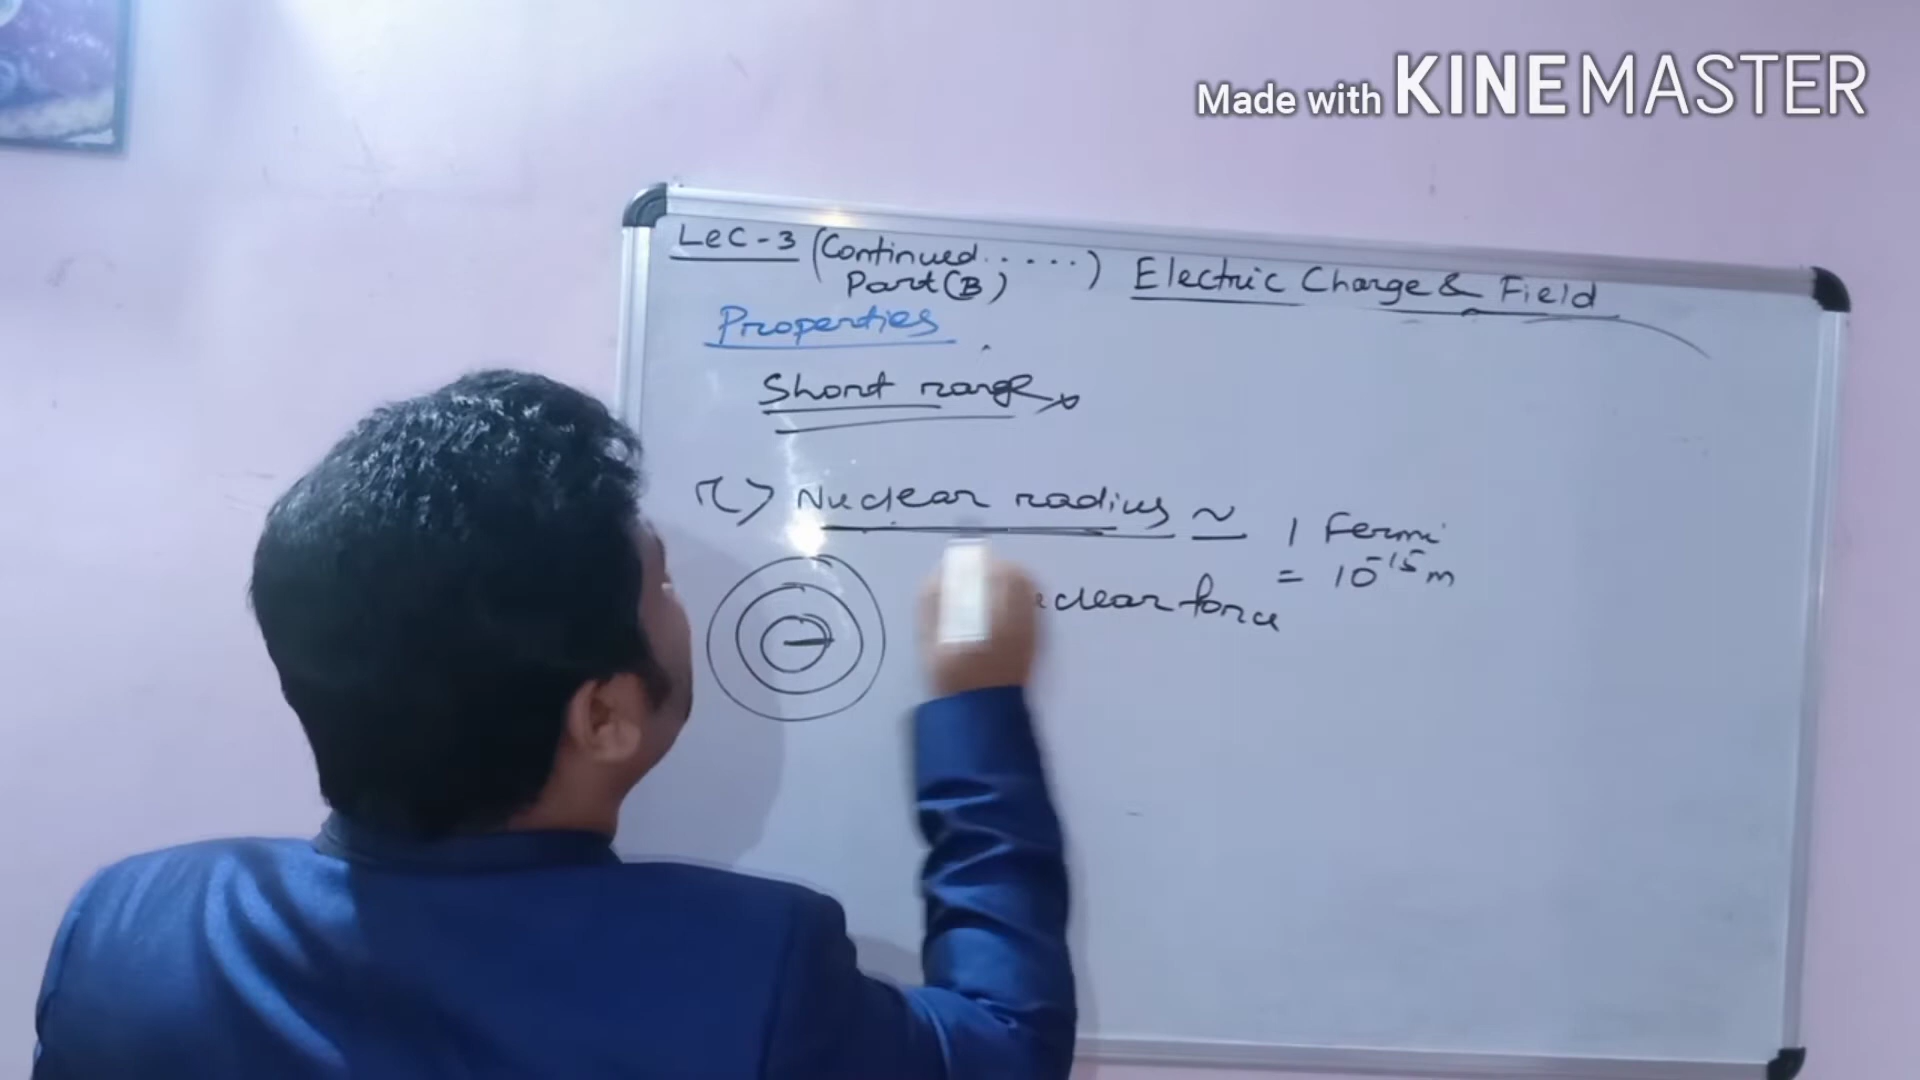 Made with KINEMASTER
LeC-3 (Continued.....) Electric Charge & Field
Part (B)
Properties
Short range
r > Nuclear radius ≃ 1 Fermi
= 10⁻¹⁵ m
force